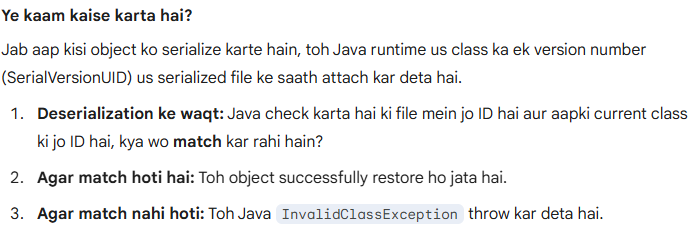 Ye kaam kaise karta hai?
Jab aap kisi object ko serialize karte hain, toh Java runtime us class ka ek version number
(SerialVersionUID) us serialized file ke saath attach kar deta hai.
1. Deserialization ke waqt: Java check karta hai ki file mein jo ID hai aur aapki current class
ki jo ID hai, kya wo match kar rahi hain?
2. Agar match hoti hai: Toh object successfully restore ho jata hai.
3. Agar match nahi hoti: Toh Java InvalidClassException throw kar deta hai.